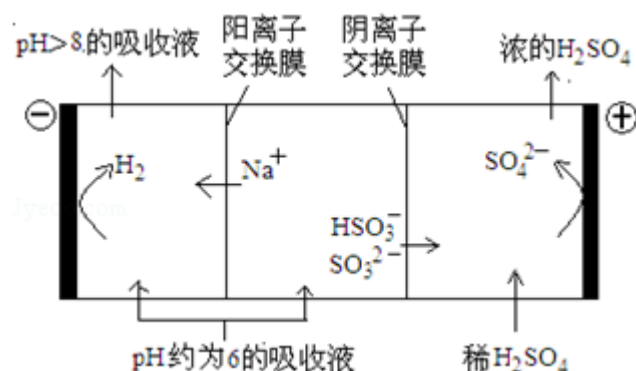 pH>8.的吸收液
阳离子
交换膜
阴离子
交换膜
浓的H₂SO₄
⊖
⊕
H₂
Na⁺
SO₄²⁻
HSO₃⁻
SO₃²⁻
pH约为6的吸收液
稀H₂SO₄